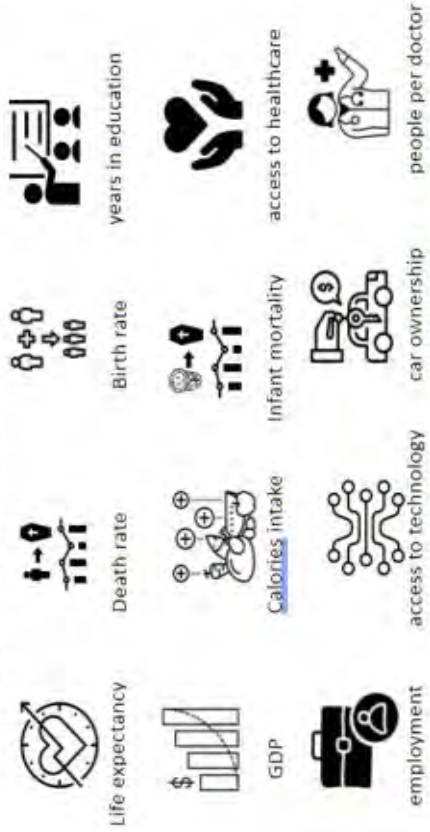 Life expectancy
Death rate
Birth rate
years in education
$
GDP
Calories intake
Infant mortality
access to healthcare
employment
access to technology
$
car ownership
people per doctor